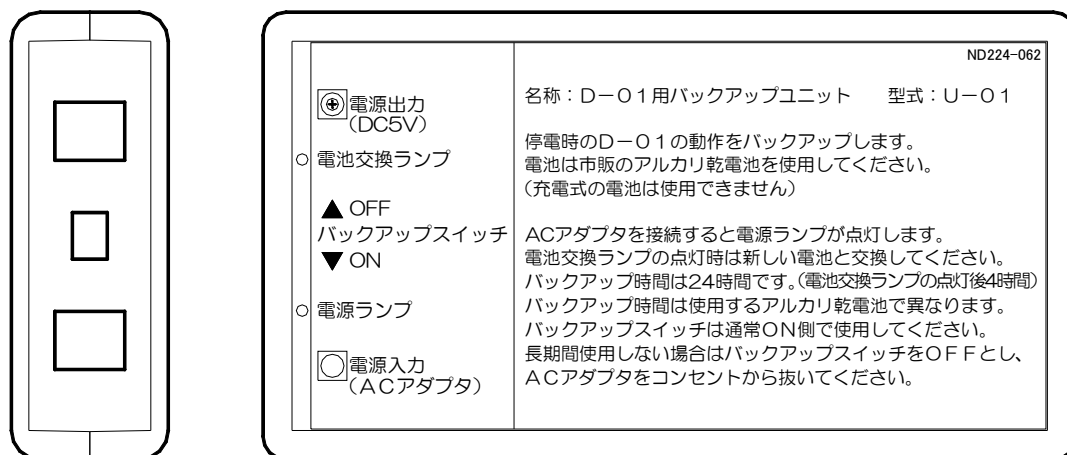 ND224-062
電源出力
(DC5V)
電池交換ランプ
▲ OFF
バックアップスイッチ
▼ ON
電源ランプ
電源入力
(ACアダプタ)
名称：D－01用バックアップユニット　型式：U－01
停電時のD－01の動作をバックアップします。
電池は市販のアルカリ乾電池を使用してください。
(充電式の電池は使用できません)
ACアダプタを接続すると電源ランプが点灯します。
電池交換ランプの点灯時は新しい電池と交換してください。
バックアップ時間は24時間です。(電池交換ランプの点灯後4時間)
バックアップ時間は使用するアルカリ乾電池で異なります。
バックアップスイッチは通常ON側で使用してください。
長期間使用しない場合はバックアップスイッチをOFFとし、
ACアダプタをコンセントから抜いてください。